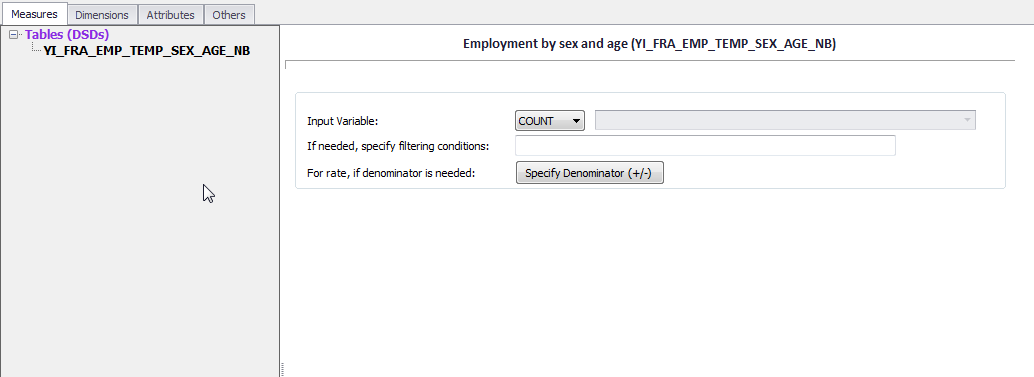 Measures Dimensions Attributes Others
Tables (DSDs)
YI_FRA_EMP_TEMP_SEX_AGE_NB
Employment by sex and age (YI_FRA_EMP_TEMP_SEX_AGE_NB)
Input Variable: COUNT
If needed, specify filtering conditions:
For rate, if denominator is needed: Specify Denominator (+/-)